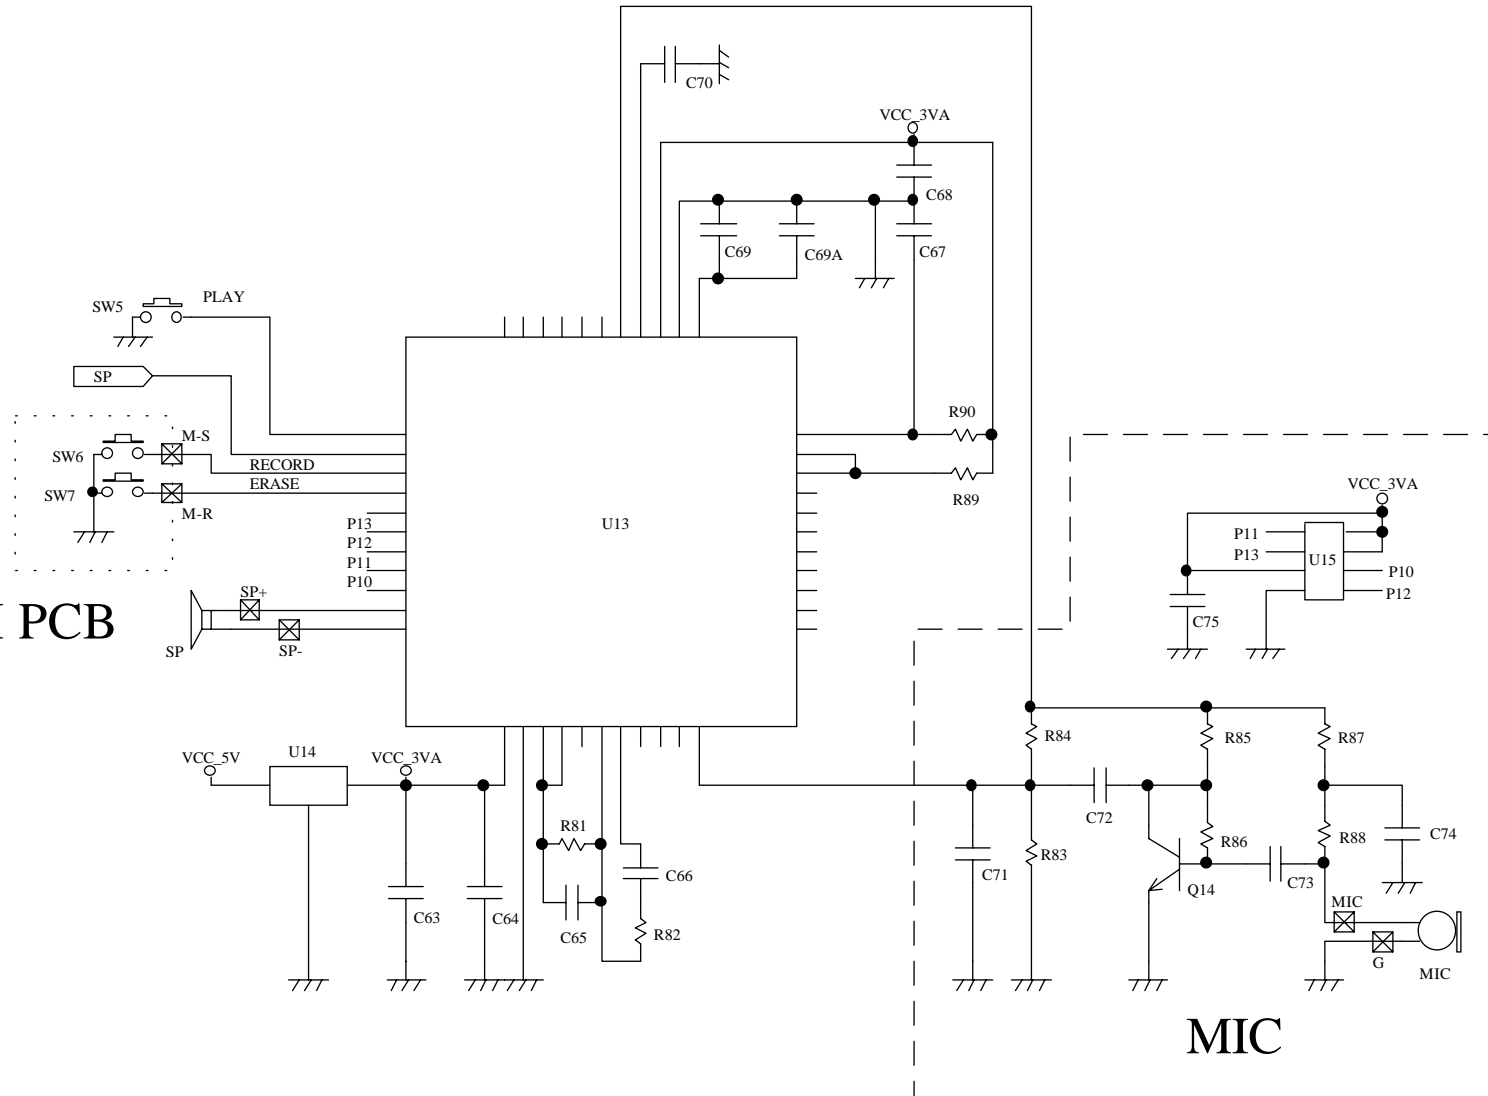 C70
VCC_3VA
C68
C69
C69A
C67
SW5
PLAY
SP
M-S
SW6
RECORD
SW7
ERASE
M-R
P13
P12
P11
P10
U13
R90
R89
VCC_3VA
P11
P13
U15
P10
P12
C75
PCB
SP+
SP
SP-
VCC_5V
U14
VCC_3VA
R84
R85
R87
R81
C72
R86
R88
C74
C66
C71
R83
C73
Q14
C63
C64
C65
R82
MIC
G
MIC
MIC